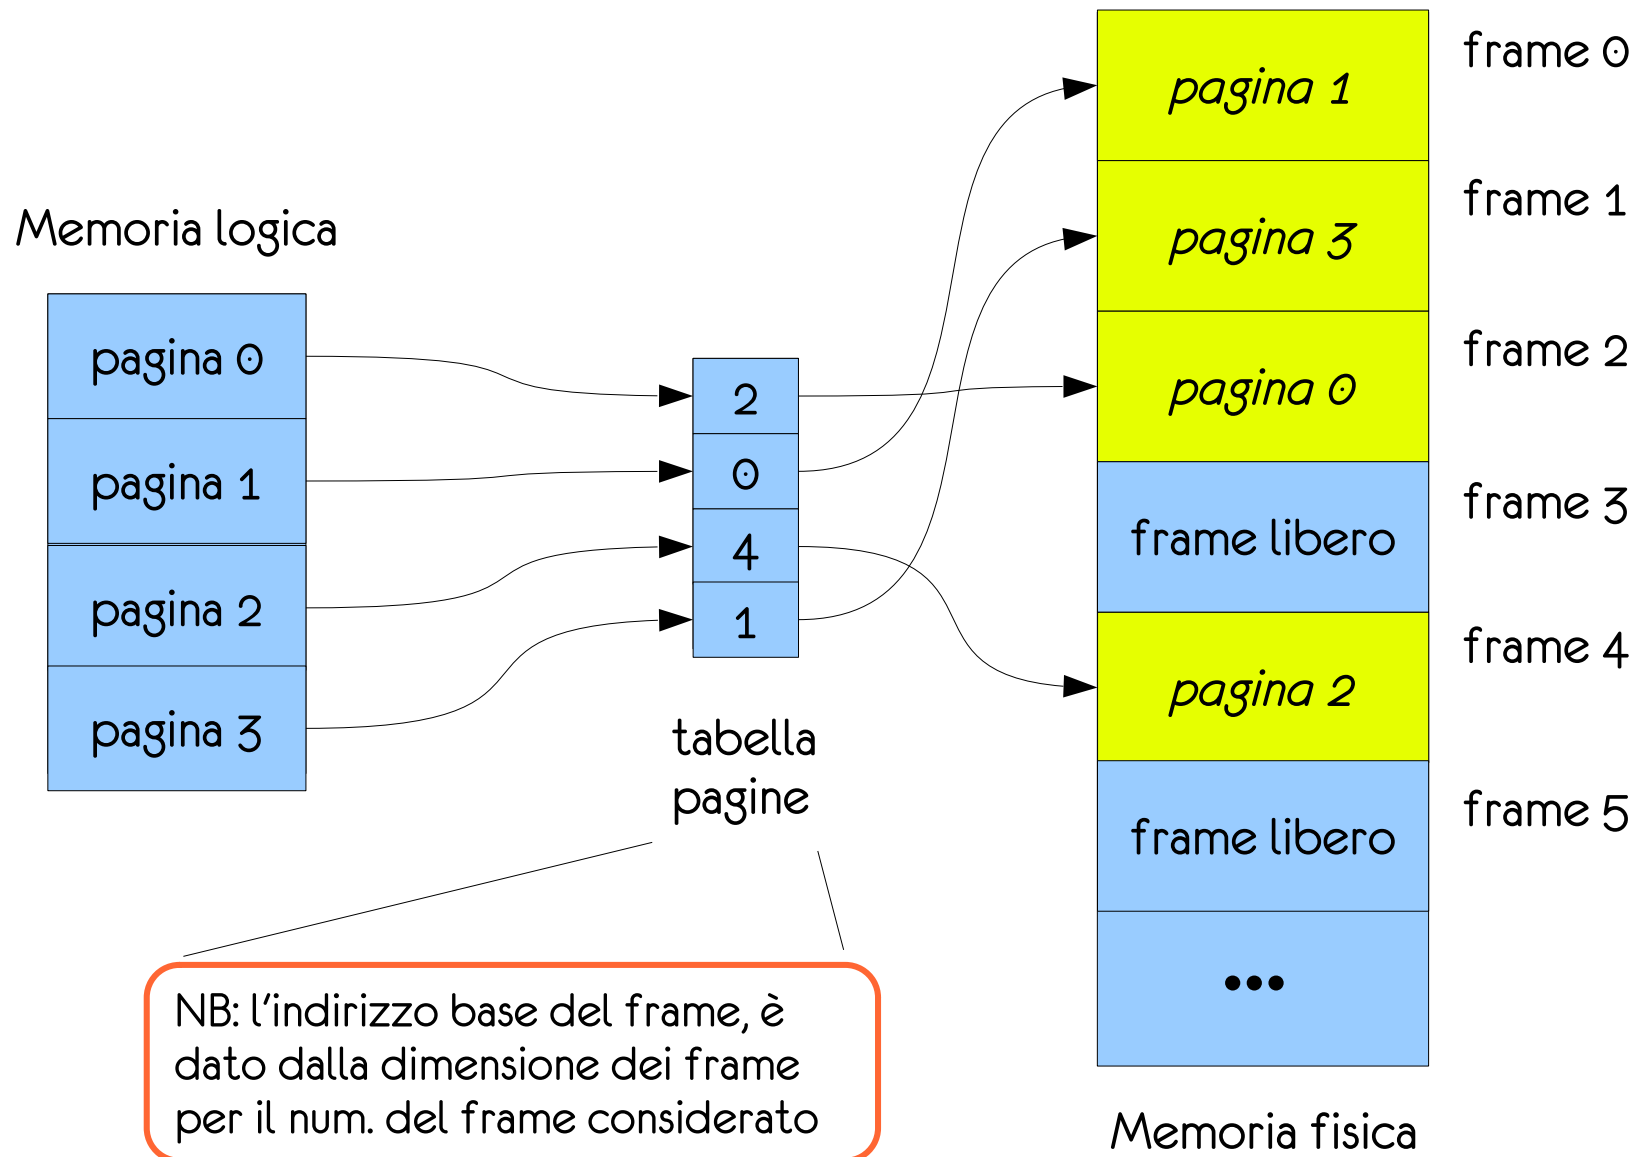 Memoria logica
pagina 0
pagina 1
pagina 2
pagina 3
2
0
4
1
tabella
pagine
NB: l'indirizzo base del frame, è
dato dalla dimensione dei frame
per il num. del frame considerato
pagina 1
frame 0
pagina 3
frame 1
pagina 0
frame 2
frame libero
frame 3
pagina 2
frame 4
frame libero
frame 5
•••
Memoria fisica